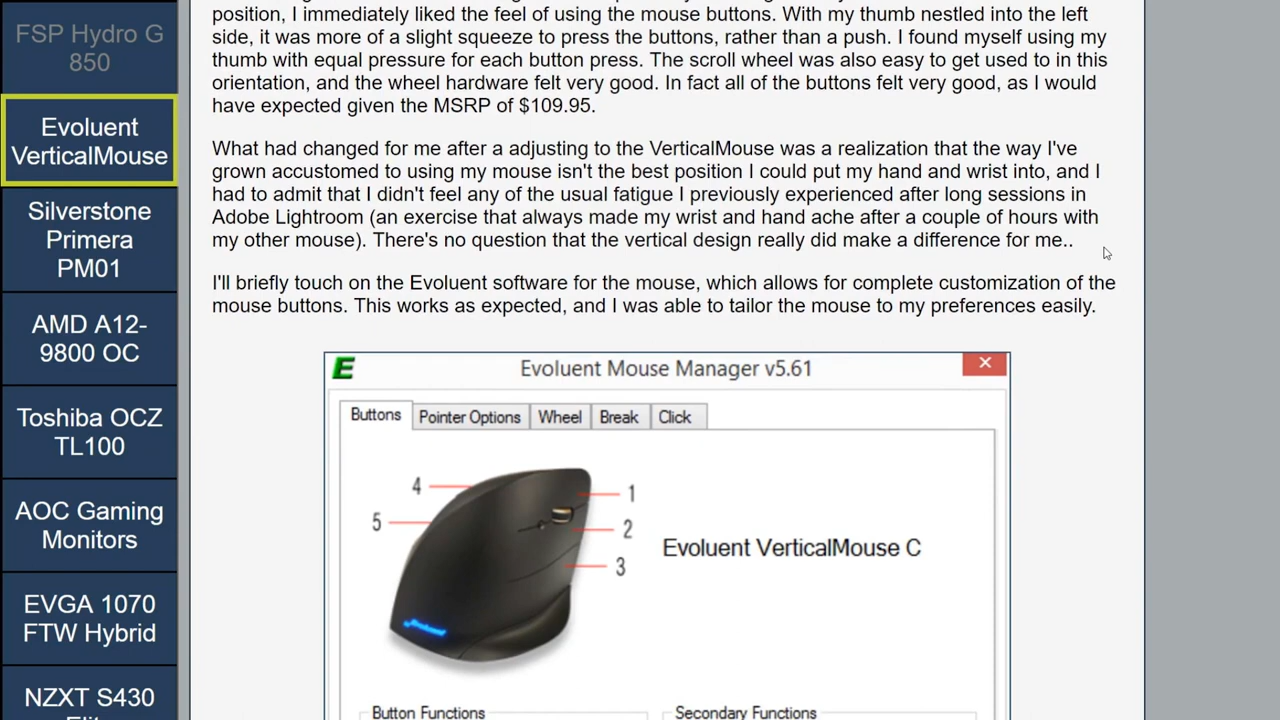 FSP Hydro G
850
Evoluent
VerticalMouse
Silverstone
Primera
PM01
AMD A12-
9800 OC
Toshiba OCZ
TL100
AOC Gaming
Monitors
EVGA 1070
FTW Hybrid
NZXT S430
position, I immediately liked the feel of using the mouse buttons. With my thumb nestled into the left
side, it was more of a slight squeeze to press the buttons, rather than a push. I found myself using my
thumb with equal pressure for each button press. The scroll wheel was also easy to get used to in this
orientation, and the wheel hardware felt very good. In fact all of the buttons felt very good, as I would
have expected given the MSRP of $109.95.
What had changed for me after a adjusting to the VerticalMouse was a realization that the way I've
grown accustomed to using my mouse isn't the best position I could put my hand and wrist into, and I
had to admit that I didn't feel any of the usual fatigue I previously experienced after long sessions in
Adobe Lightroom (an exercise that always made my wrist and hand ache after a couple of hours with
my other mouse). There's no question that the vertical design really did make a difference for me..
I'll briefly touch on the Evoluent software for the mouse, which allows for complete customization of the
mouse buttons. This works as expected, and I was able to tailor the mouse to my preferences easily.
E Evoluent Mouse Manager v5.61
Buttons Pointer Options Wheel Break Click
4 1
5 2
3
Evoluent VerticalMouse C
Evoluent
Button Functions Secondary Functions